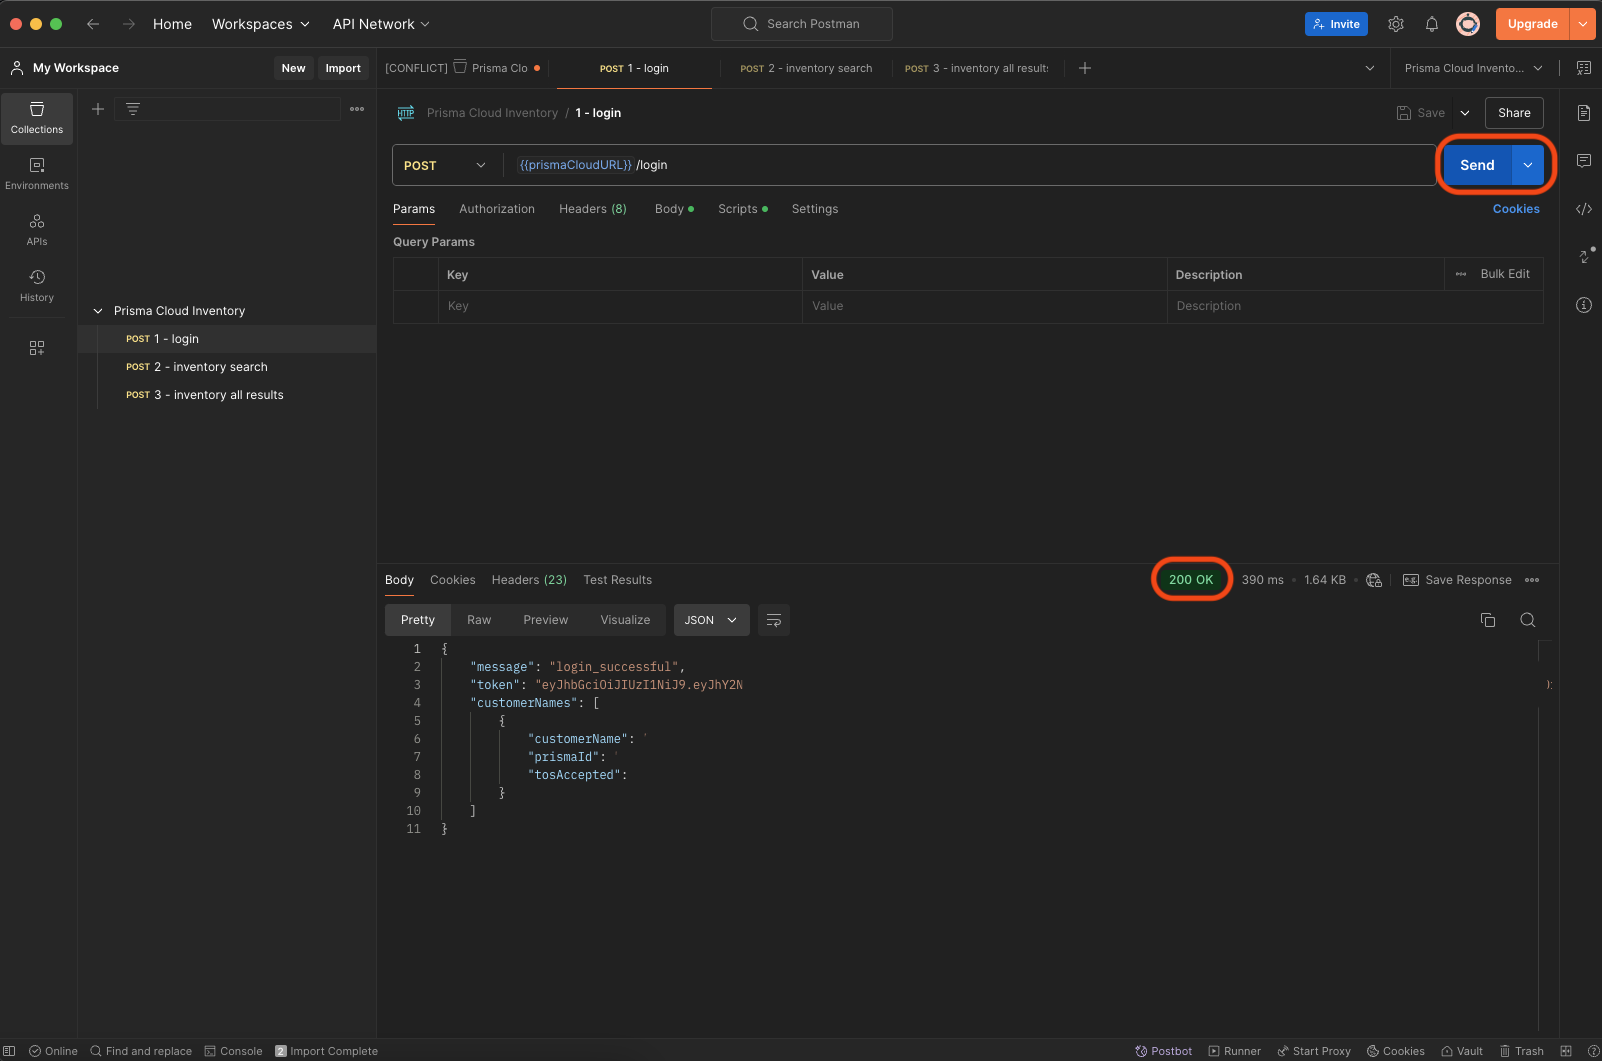 Home Workspaces API Network Search Postman Invite Upgrade
My Workspace New Import [CONFLICT] Prisma Clo POST 1 - login POST 2 - inventory search POST 3 - inventory all results Prisma Cloud Invento...
Collections
Environments
APIs
History
Prisma Cloud Inventory
POST 1 - login
POST 2 - inventory search
POST 3 - inventory all results
HTTP Prisma Cloud Inventory / 1 - login Save Share
POST {{prismaCloudURL}} /login Send
Params Authorization Headers (8) Body Scripts Settings Cookies
Query Params
Key Value Description Bulk Edit
Key Value Description
Body Cookies Headers (23) Test Results 200 OK 390 ms 1.64 KB e.g. Save Response
Pretty Raw Preview Visualize JSON
1 {
2 "message": "login_successful",
3 "token": "eyJhbGciOiJIUzI1NiJ9.eyJhY2N
4 "customerNames": [
5 {
6 "customerName":
7 "prismaId":
8 "tosAccepted":
9 }
10 ]
11 }
Online Find and replace Console 2 Import Complete Postbot Runner Start Proxy Cookies Vault Trash